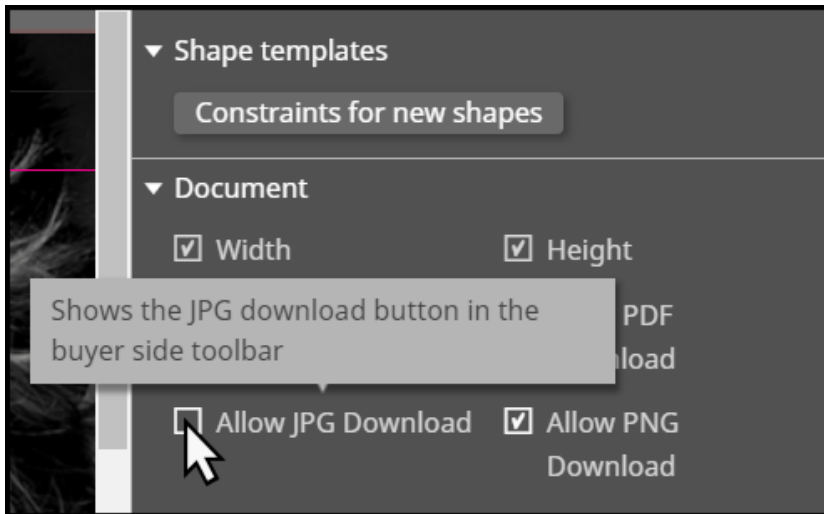 Shape templates
Constraints for new shapes
Document
Width
Height
Shows the JPG download button in the
buyer side toolbar
PDF
Allow JPG Download
Allow PNG
Download